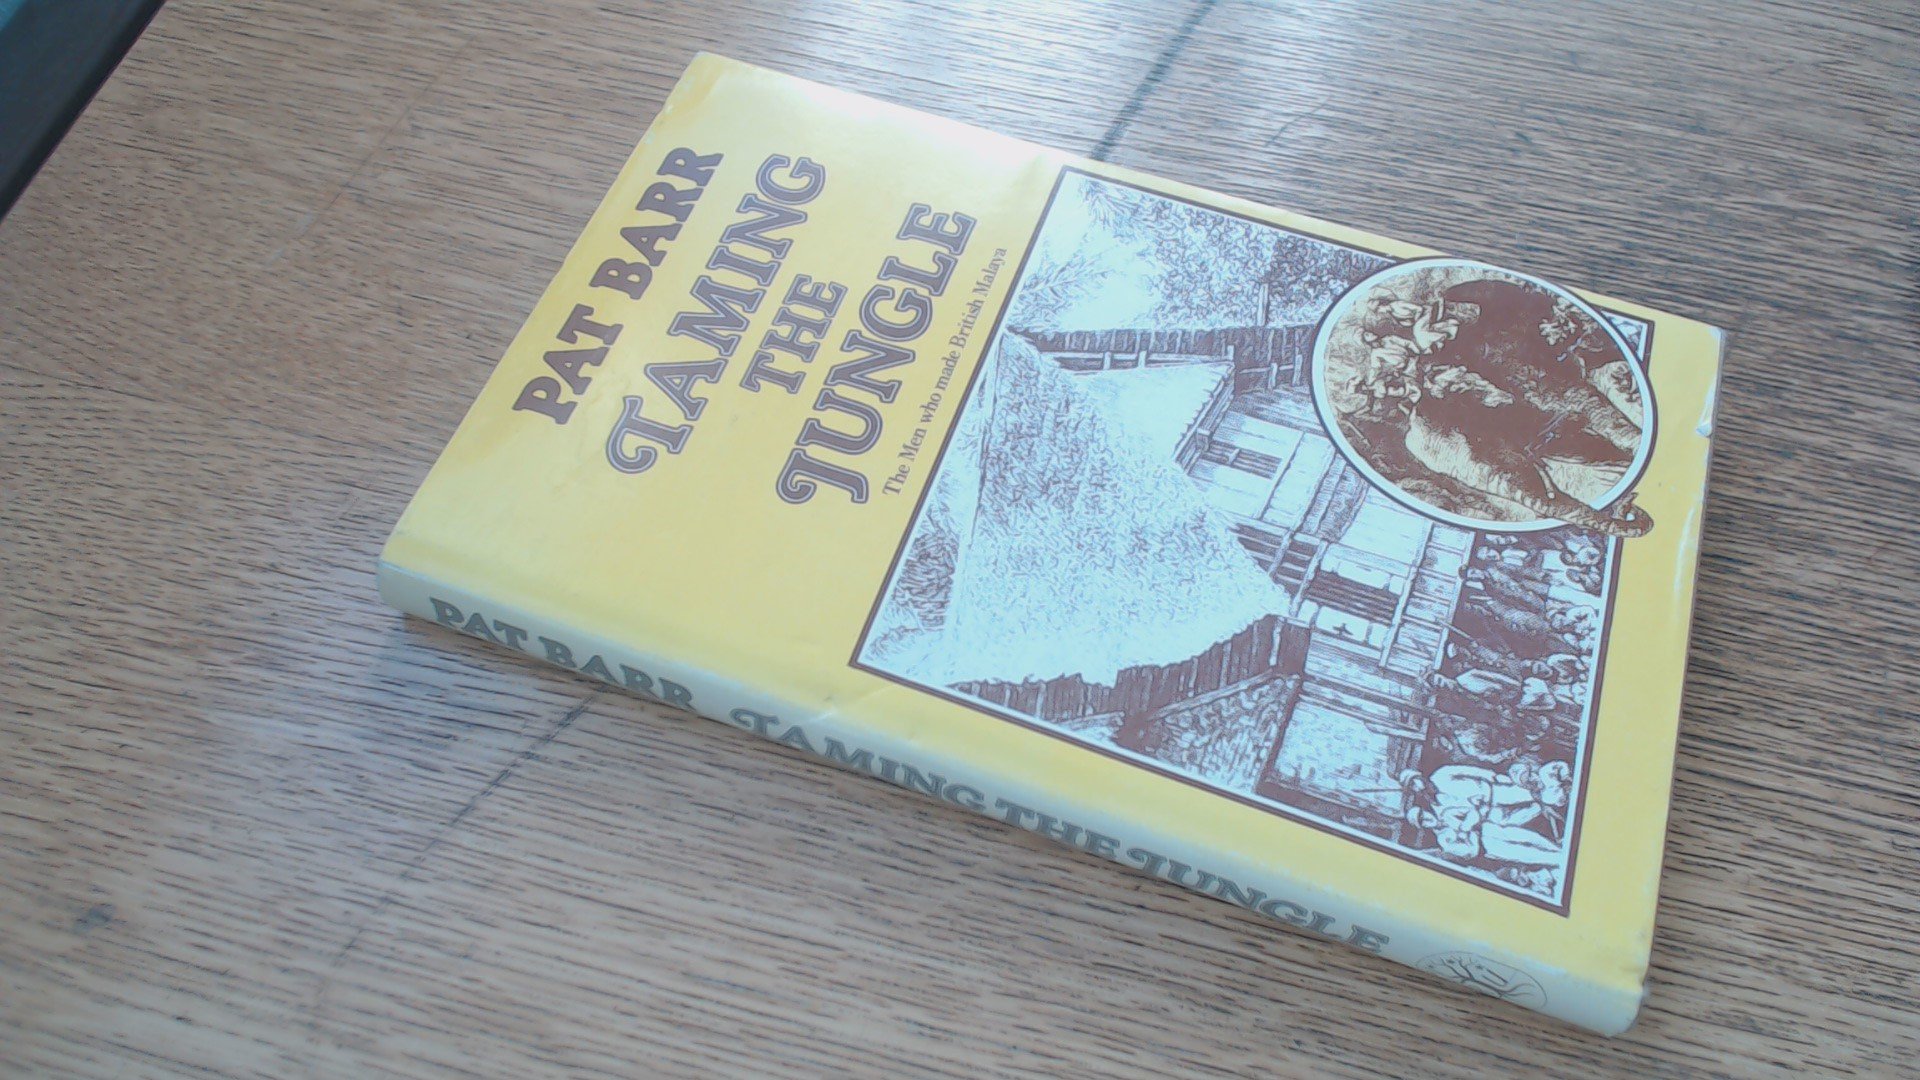 PAT BARR
TAMING
THE
JUNGLE
The Men who made British Malaya
PAT BARR TAMING THE JUNGLE